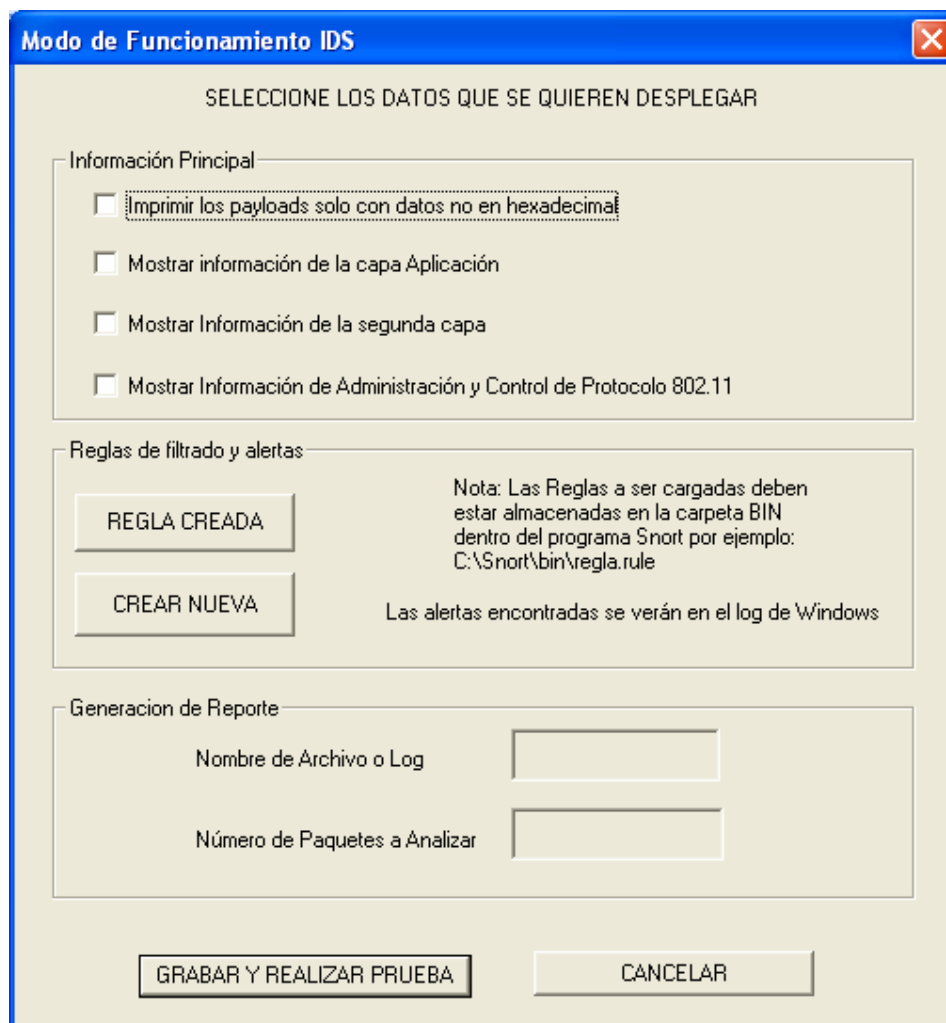 Modo de Funcionamiento IDS
SELECCIONE LOS DATOS QUE SE QUIEREN DESPLEGAR
Información Principal
Imprimir los payloads solo con datos no en hexadecimal
Mostrar información de la capa Aplicación
Mostrar Información de la segunda capa
Mostrar Información de Administración y Control de Protocolo 802.11
Reglas de filtrado y alertas
REGLA CREADA
CREAR NUEVA
Nota: Las Reglas a ser cargadas deben
estar almacenadas en la carpeta BIN
dentro del programa Snort por ejemplo:
C:\Snort\bin\regla.rule
Las alertas encontradas se verán en el log de Windows
Generacion de Reporte
Nombre de Archivo o Log
Número de Paquetes a Analizar
GRABAR Y REALIZAR PRUEBA
CANCELAR